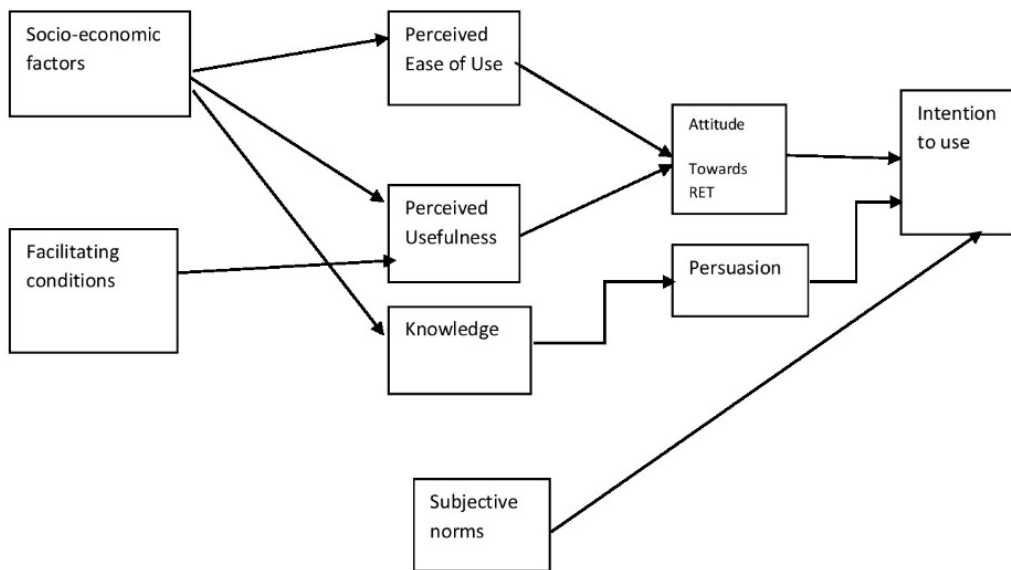 Socio-economic
factors
Perceived
Ease of Use
Attitude
Towards
RET
Intention
to use
Facilitating
conditions
Perceived
Usefulness
Persuasion
Knowledge
Subjective
norms